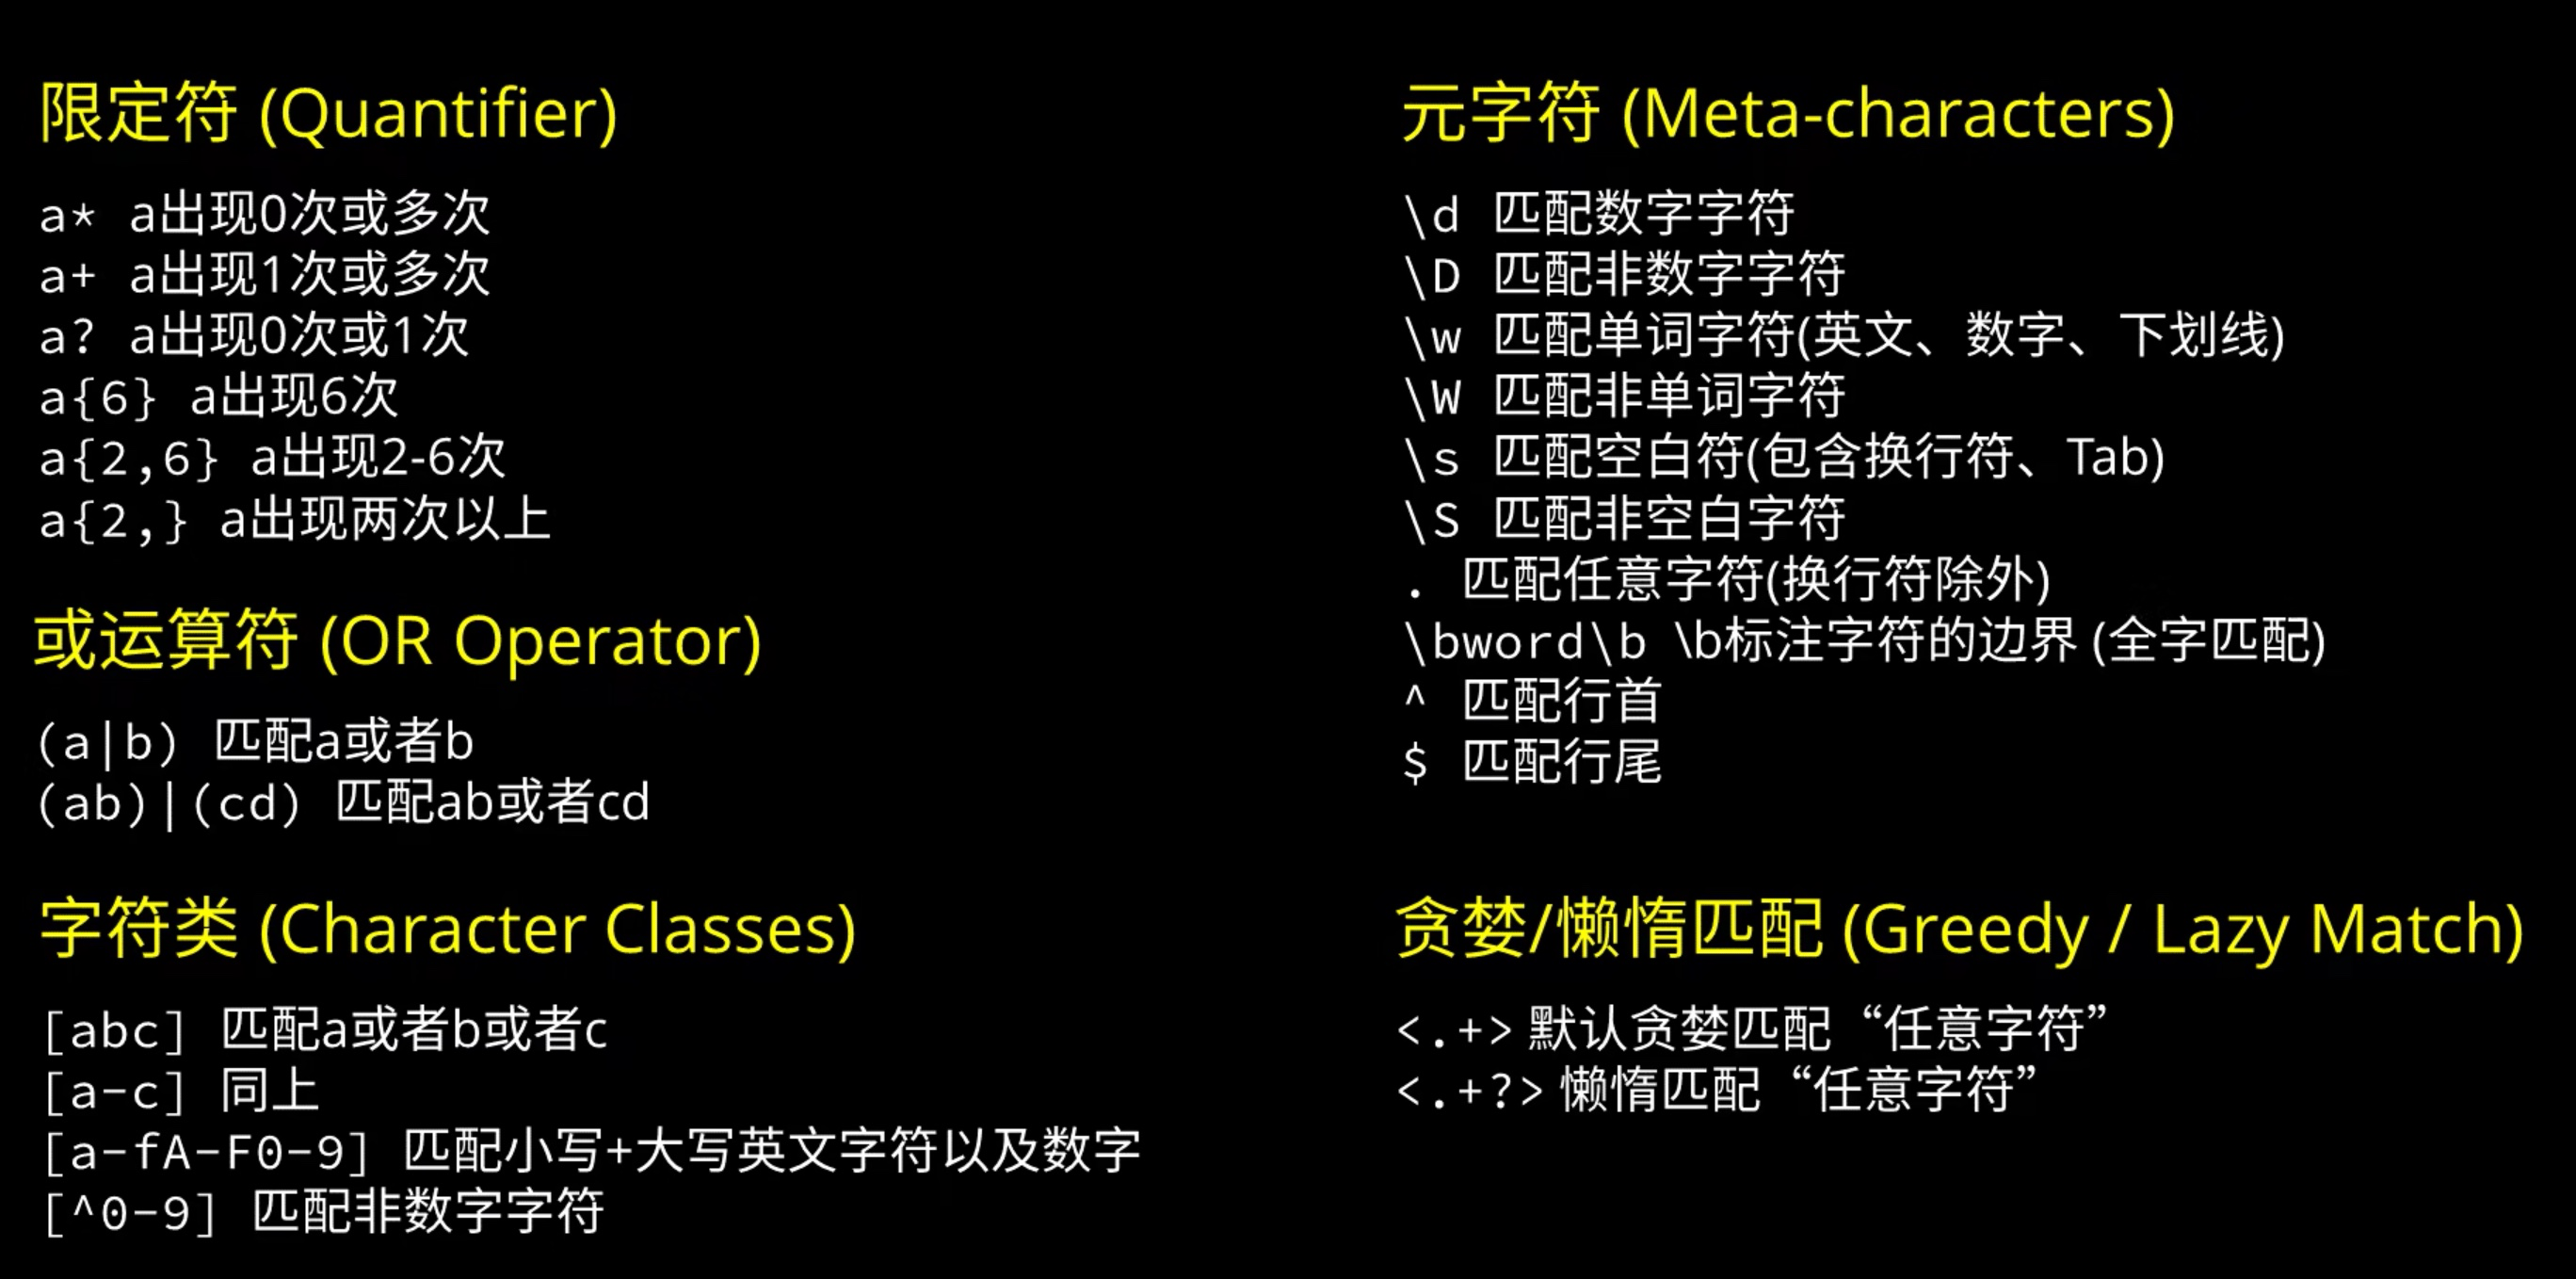 限定符 (Quantifier)
a* a出现0次或多次
a+ a出现1次或多次
a? a出现0次或1次
a{6} a出现6次
a{2,6} a出现2-6次
a{2,} a出现两次以上
或运算符 (OR Operator)
(a|b) 匹配a或者b
(ab)|(cd) 匹配ab或者cd
字符类 (Character Classes)
[abc] 匹配a或者b或者c
[a-c] 同上
[a-fA-F0-9] 匹配小写+大写英文字符以及数字
[^0-9] 匹配非数字字符
元字符 (Meta-characters)
\d 匹配数字字符
\D 匹配非数字字符
\w 匹配单词字符(英文、数字、下划线)
\W 匹配非单词字符
\s 匹配空白符(包含换行符、Tab)
\S 匹配非空白字符
. 匹配任意字符(换行符除外)
\bword\b \b标注字符的边界 (全字匹配)
^ 匹配行首
$ 匹配行尾
贪婪/懒惰匹配 (Greedy / Lazy Match)
<.+> 默认贪婪匹配“任意字符”
<.+?> 懒惰匹配“任意字符”